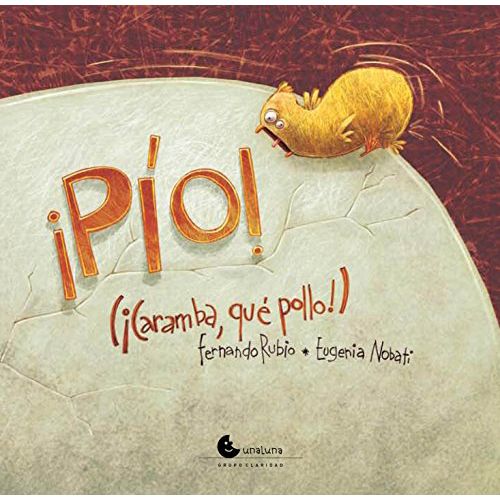 ¡Pío!
(¡Caramba, qué pollo!)
Fernando Rubio * Eugenia Nobati
unaLuna
GRUPO CLARIDAD